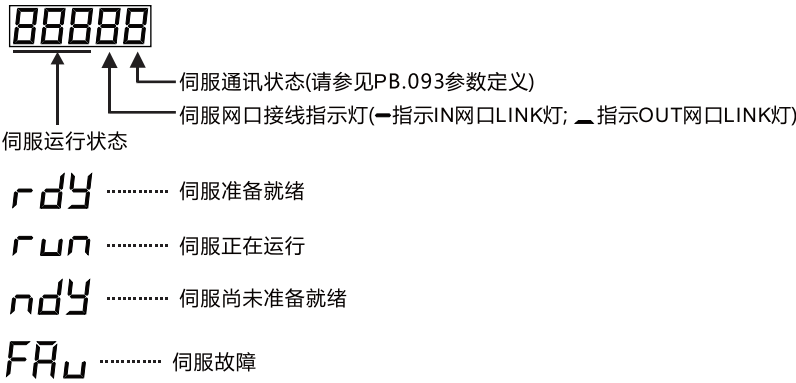 88888
伺服通讯状态(请参见PB.093参数定义)
伺服网口接线指示灯(━指示IN网口LINK灯; ▂指示OUT网口LINK灯)
伺服运行状态
rdy ············ 伺服准备就绪
run ············ 伺服正在运行
ndy ············ 伺服尚未准备就绪
FAu ············ 伺服故障